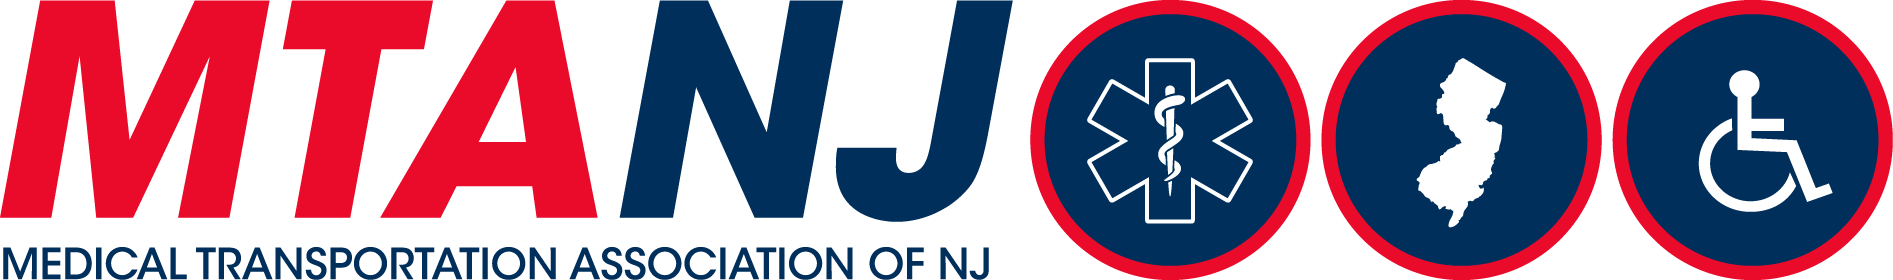 MTANJ
MEDICAL TRANSPORTATION ASSOCIATION OF NJ